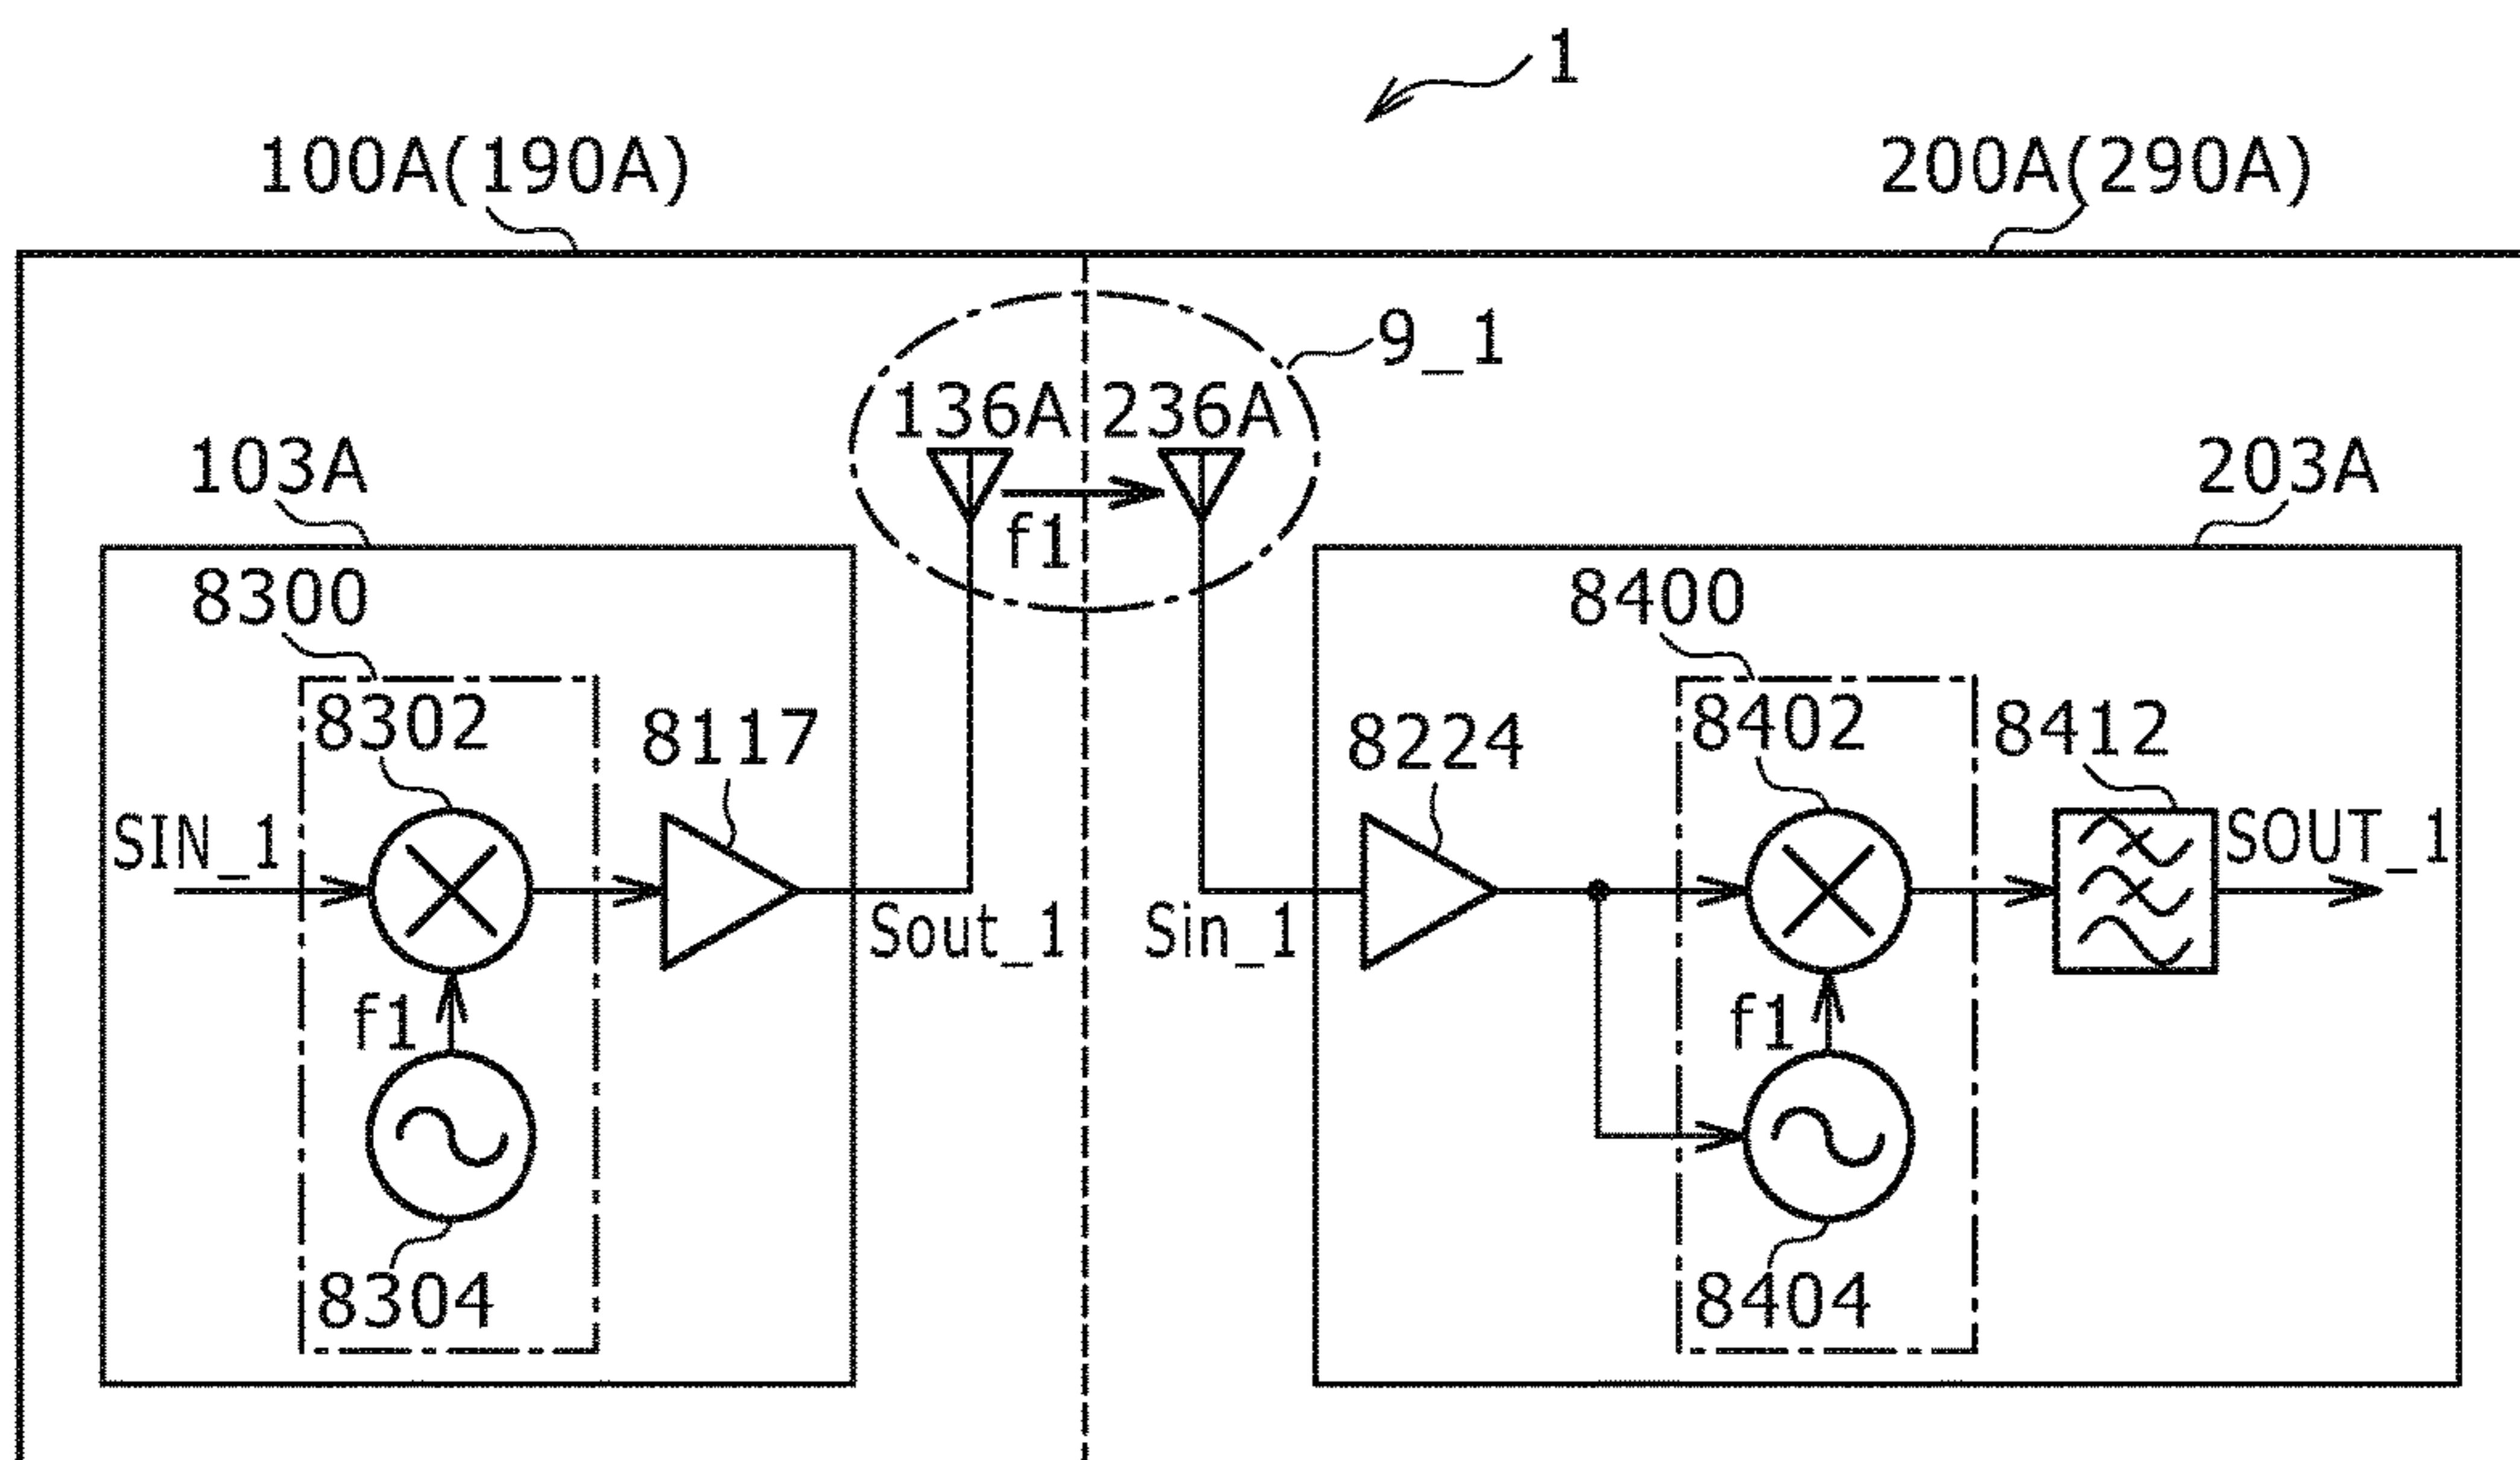 1
100A(190A)
200A(290A)
9_1
136A
236A
f1
103A
203A
8300
8302
8117
SIN_1
f1
8304
Sout_1
Sin_1
8224
8400
8402
8412
SOUT_1
f1
8404